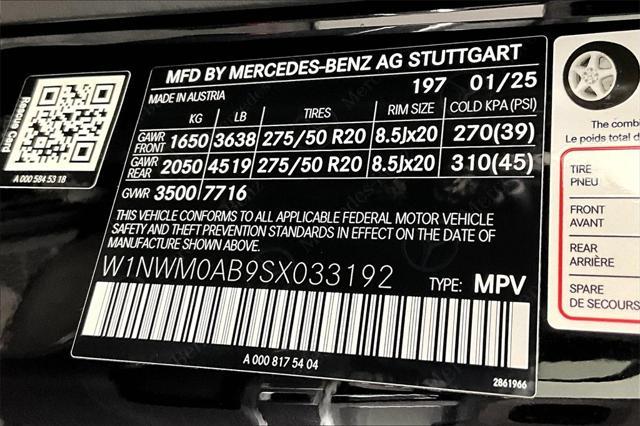 Rescue Card
A 000 584 53 18
MFD BY MERCEDES-BENZ AG STUTTGART
MADE IN AUSTRIA 197 01/25
KG LB TIRES RIM SIZE COLD KPA (PSI)
GAWR FRONT 1650 3638 275/50 R20 8.5Jx20 270(39)
GAWR REAR 2050 4519 275/50 R20 8.5Jx20 310(45)
GVWR 3500 7716
THIS VEHICLE CONFORMS TO ALL APPLICABLE FEDERAL MOTOR VEHICLE
SAFETY AND THEFT PREVENTION STANDARDS IN EFFECT ON THE DATE
OF MANUFACTURE SHOWN ABOVE.
W1NWM0AB9SX033192 TYPE: MPV
A 000 817 54 04
2861966
The combin
Le poids total d
TIRE
PNEU
FRONT
AVANT
REAR
ARRIÈRE
SPARE
DE SECOURS